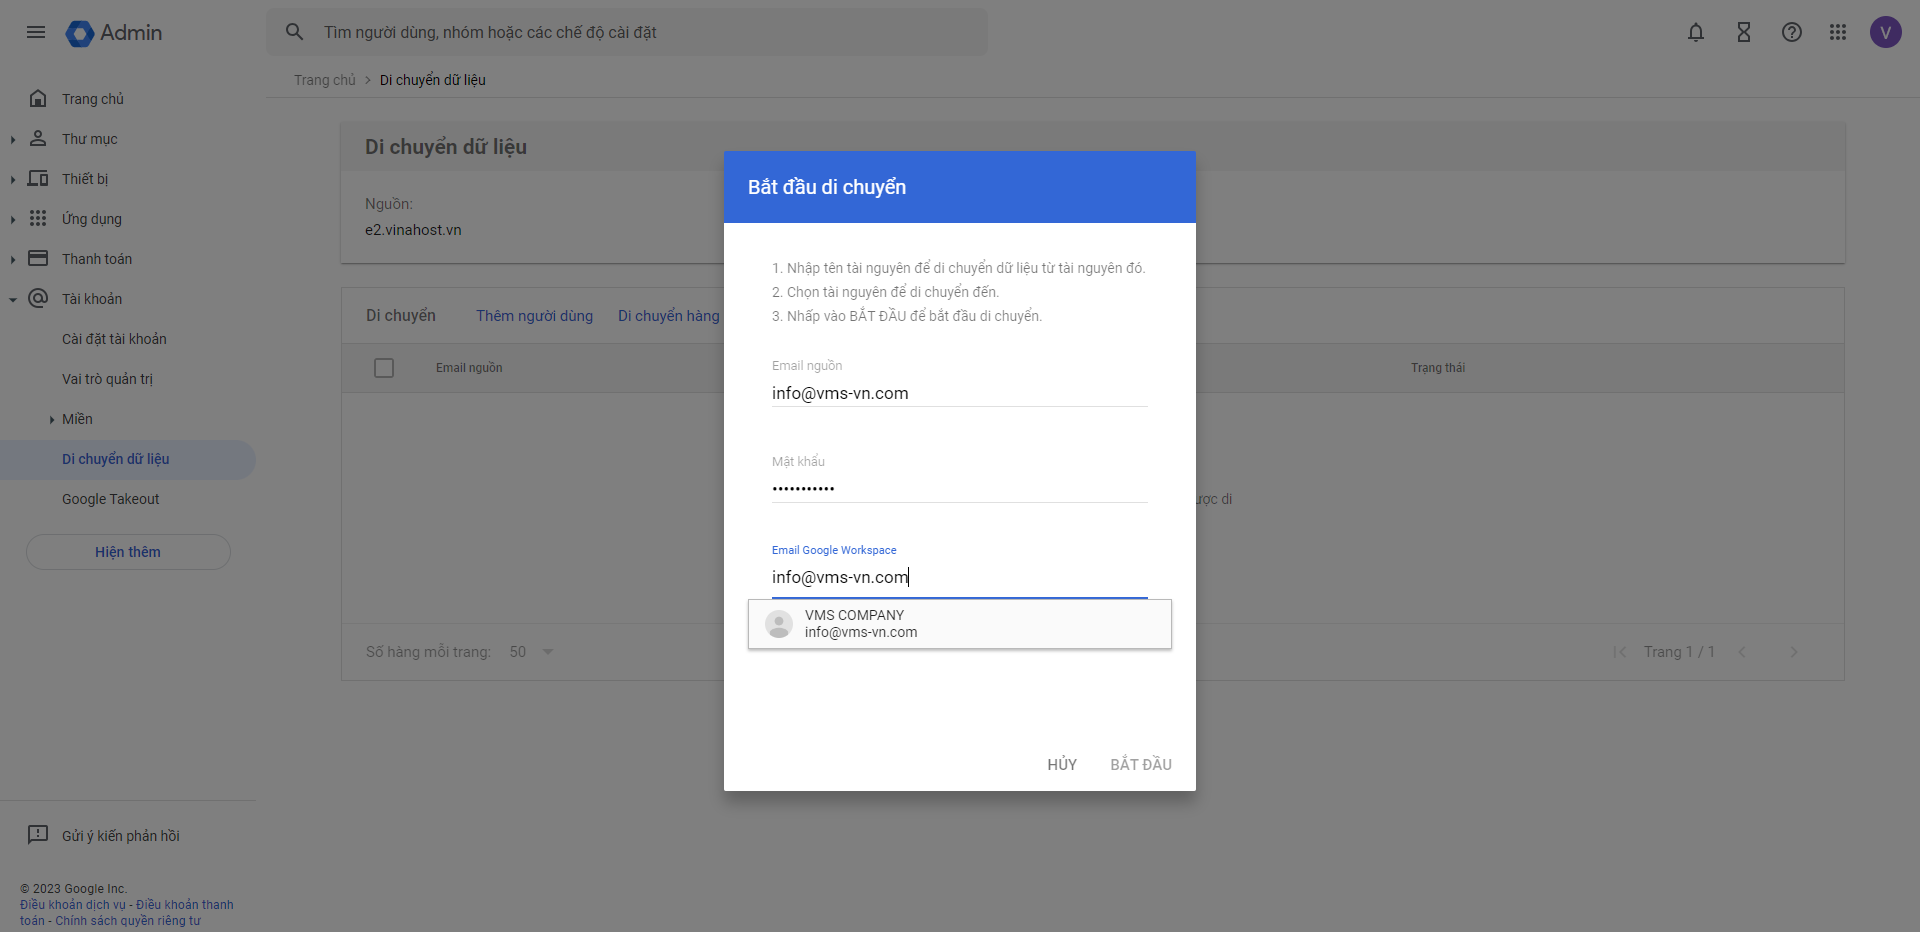 Admin
Tìm người dùng, nhóm hoặc các chế độ cài đặt
V
Trang chủ > Di chuyển dữ liệu
Trang chủ
Thư mục
Thiết bị
Ứng dụng
Thanh toán
Tài khoản
Cài đặt tài khoản
Vai trò quản trị
Miền
Di chuyển dữ liệu
Google Takeout
Hiện thêm
Gửi ý kiến phản hồi
© 2023 Google Inc.
Điều khoản dịch vụ - Điều khoản thanh
toán - Chính sách quyền riêng tư
Di chuyển dữ liệu
Nguồn:
e2.vinahost.vn
Di chuyển Thêm người dùng Di chuyển hàng
Email nguồn Trạng thái
di
Số hàng mỗi trang: 50 Trang 1 / 1
Bắt đầu di chuyển
1. Nhập tên tài nguyên để di chuyển dữ liệu từ tài nguyên đó.
2. Chọn tài nguyên để di chuyển đến.
3. Nhấp vào BẮT ĐẦU để bắt đầu di chuyển.
Email nguồn
info@vms-vn.com
Mật khẩu
•••••••••••
Email Google Workspace
info@vms-vn.com
VMS COMPANY
info@vms-vn.com
HỦY BẮT ĐẦU